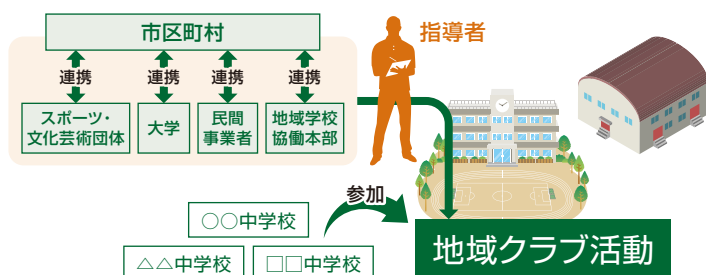 市区町村
指導者
連携
連携
連携
連携
スポーツ・
文化芸術団体
大学
民間
事業者
地域学校
協働本部
参加
○○中学校
△△中学校
□□中学校
地域クラブ活動